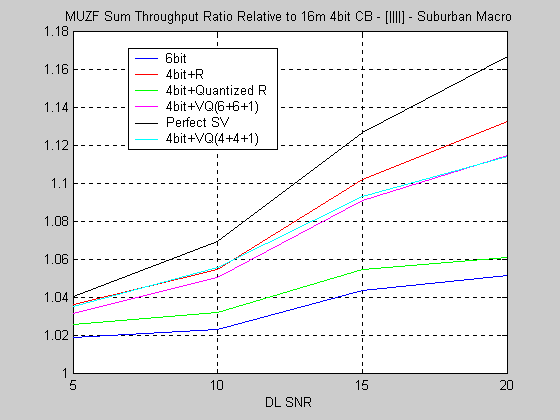 MUZF Sum Throughput Ratio Relative to 16m 4bit CB - [|||||] - Suburban Macro
1.18
1.16
1.14
1.12
1.1
1.08
1.06
1.04
1.02
1
6bit
4bit+R
4bit+Quantized R
4bit+VQ(6+6+1)
Perfect SV
4bit+VQ(4+4+1)
5
10
15
20
DL SNR